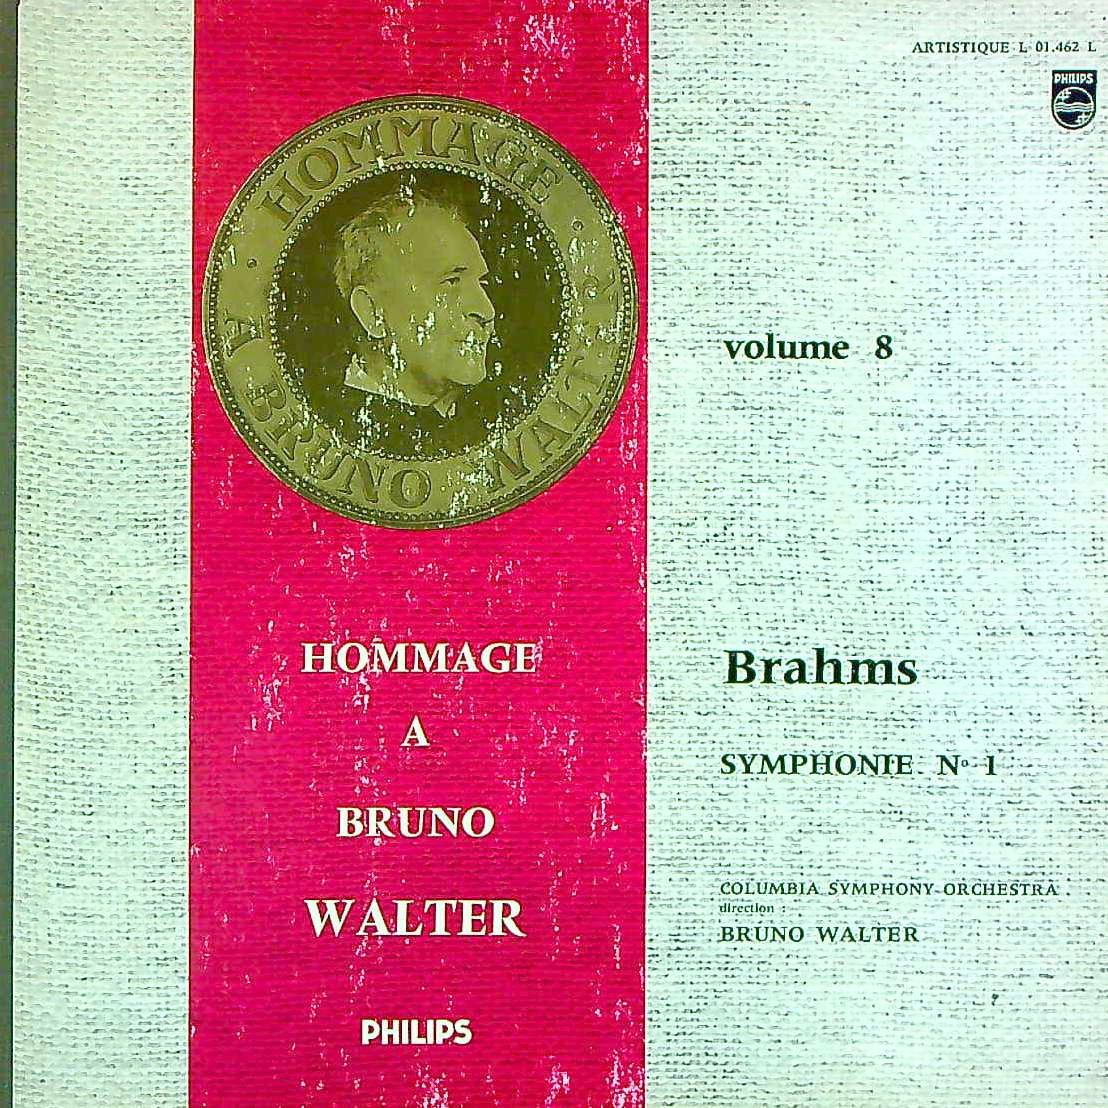 ARTISTIQUE L 01.462 L
PHILIPS
HOMMAGE
A BRUNO WALTER
volume 8
HOMMAGE
A
BRUNO
WALTER
PHILIPS
Brahms
SYMPHONIE Nº 1
COLUMBIA SYMPHONY ORCHESTRA
direction :
BRUNO WALTER